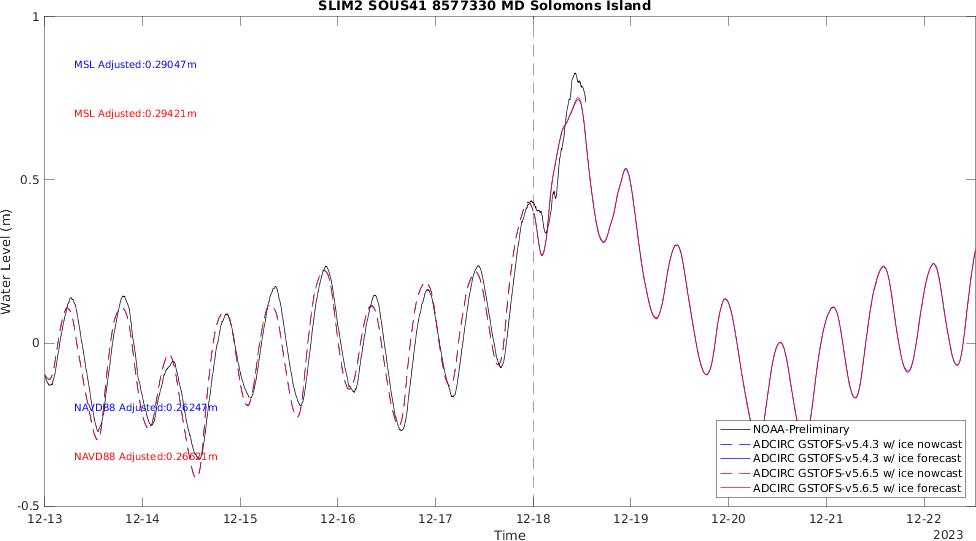 SLIM2 SOUS41 8577330 MD Solomons Island
1
MSL Adjusted:0.29047m
MSL Adjusted:0.29421m
0.5
Water Level (m)
0
NAVD88 Adjusted:0.26247m
NAVD88 Adjusted:0.26621m
-0.5
NOAA-Preliminary
ADCIRC GSTOFS-v5.4.3 w/ ice nowcast
ADCIRC GSTOFS-v5.4.3 w/ ice forecast
ADCIRC GSTOFS-v5.6.5 w/ ice nowcast
ADCIRC GSTOFS-v5.6.5 w/ ice forecast
12-13 12-14 12-15 12-16 12-17 12-18 12-19 12-20 12-21 12-22
Time
2023